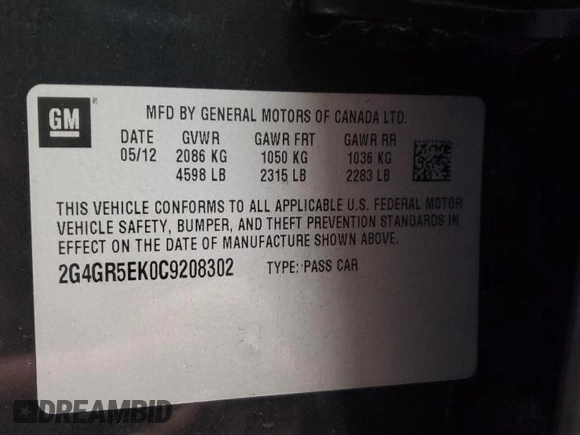 GM
MFD BY GENERAL MOTORS OF CANADA LTD.
DATE GVWR GAWR FRT GAWR RR
05/12 2086 KG 1050 KG 1036 KG
4598 LB 2315 LB 2283 LB
THIS VEHICLE CONFORMS TO ALL APPLICABLE U.S. FEDERAL MOTOR
VEHICLE SAFETY, BUMPER, AND THEFT PREVENTION STANDARDS IN
EFFECT ON THE DATE OF MANUFACTURE SHOWN ABOVE.
2G4GR5EK0C9208302 TYPE: PASS CAR
DREAMBID